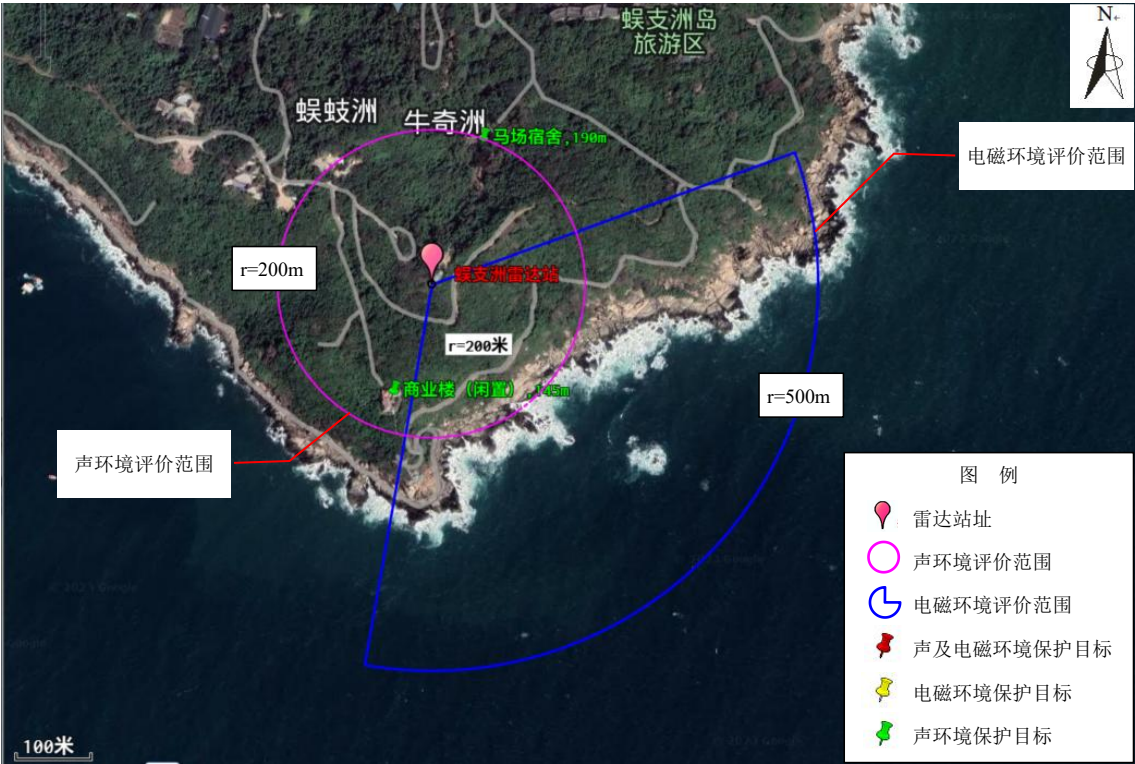 蜈支洲岛
旅游区
N
蜈蚑洲
牛奇洲
马场宿舍,190m
电磁环境评价范围
r=200m
蜈支洲雷达站
r=200米
商业楼（闲置）,145m
r=500m
声环境评价范围
图 例
雷达站址
声环境评价范围
电磁环境评价范围
声及电磁环境保护目标
电磁环境保护目标
声环境保护目标
100米